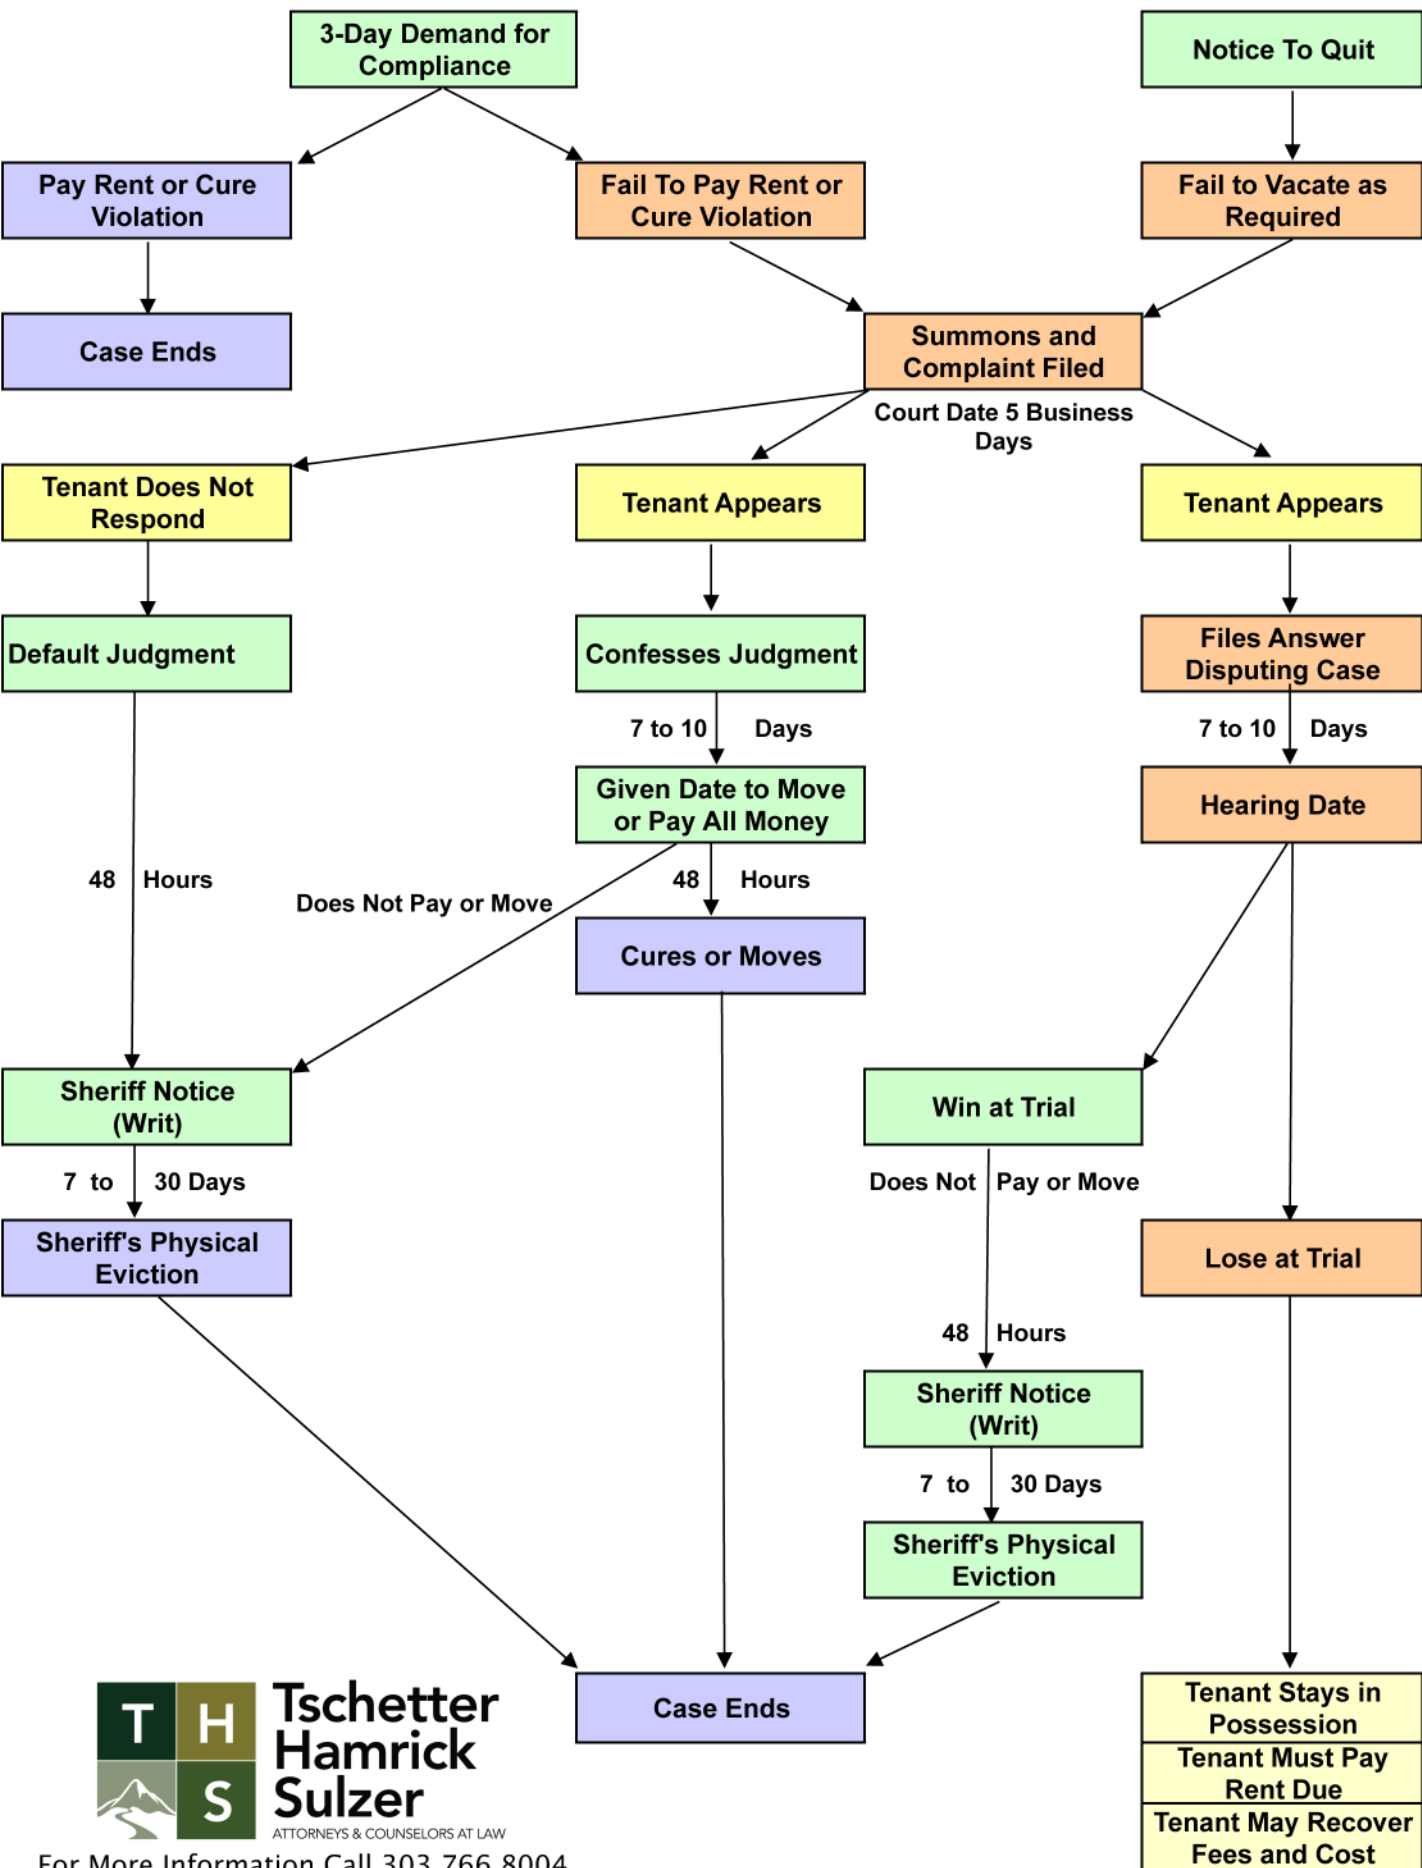 3-Day Demand for
Compliance
Notice To Quit
Pay Rent or Cure
Violation
Fail To Pay Rent or
Cure Violation
Fail to Vacate as
Required
Case Ends
Summons and
Complaint Filed
Court Date 5 Business
Days
Tenant Does Not
Respond
Tenant Appears
Tenant Appears
Default Judgment
Confesses Judgment
Files Answer
Disputing Case
7 to 10 Days
7 to 10 Days
Given Date to Move
or Pay All Money
Hearing Date
48 Hours
Does Not Pay or Move
48 Hours
Cures or Moves
Sheriff Notice
(Writ)
Win at Trial
7 to 30 Days
Does Not Pay or Move
Sheriff's Physical
Eviction
Lose at Trial
48 Hours
Sheriff Notice
(Writ)
7 to 30 Days
Sheriff's Physical
Eviction
Case Ends
Tenant Stays in
Possession
Tenant Must Pay
Rent Due
Tenant May Recover
Fees and Cost
T H
S
Tschetter
Hamrick
Sulzer
ATTORNEYS & COUNSELORS AT LAW
For More Information Call 303.766.8004